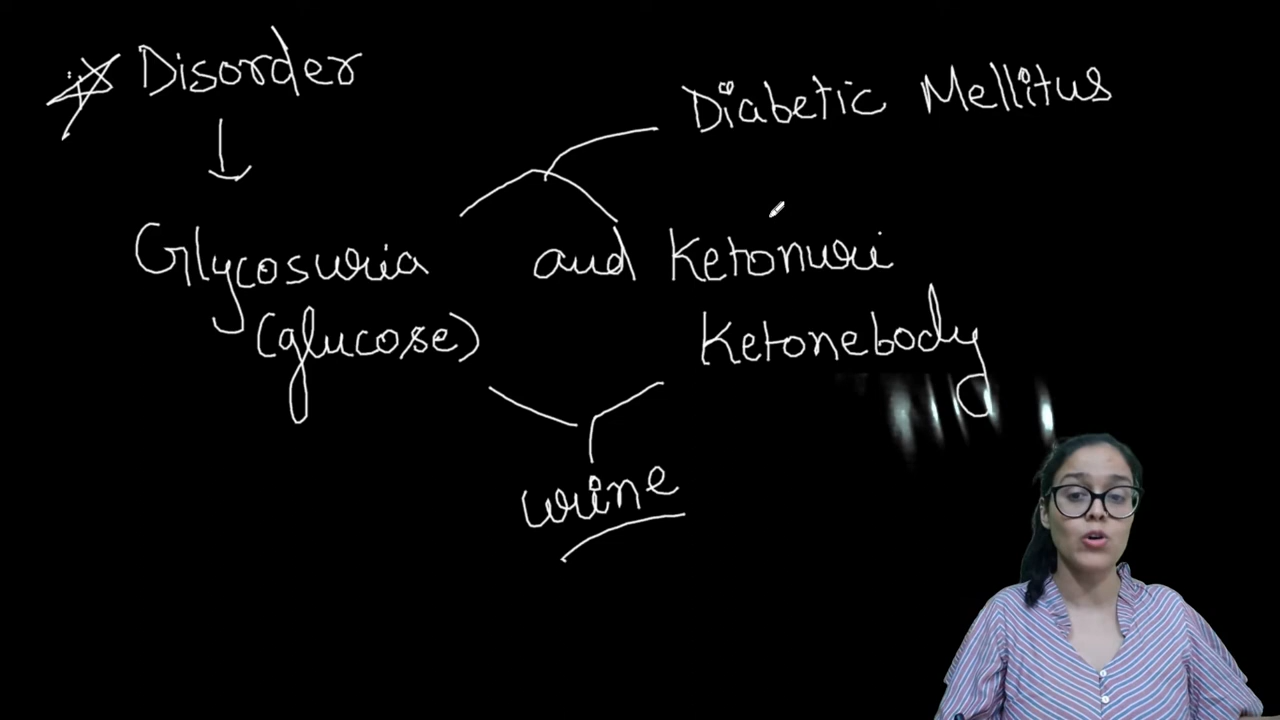 Disorder
Diabetic Mellitus
Glycosuria and Ketonuri
(glucose) Ketonebody
urine